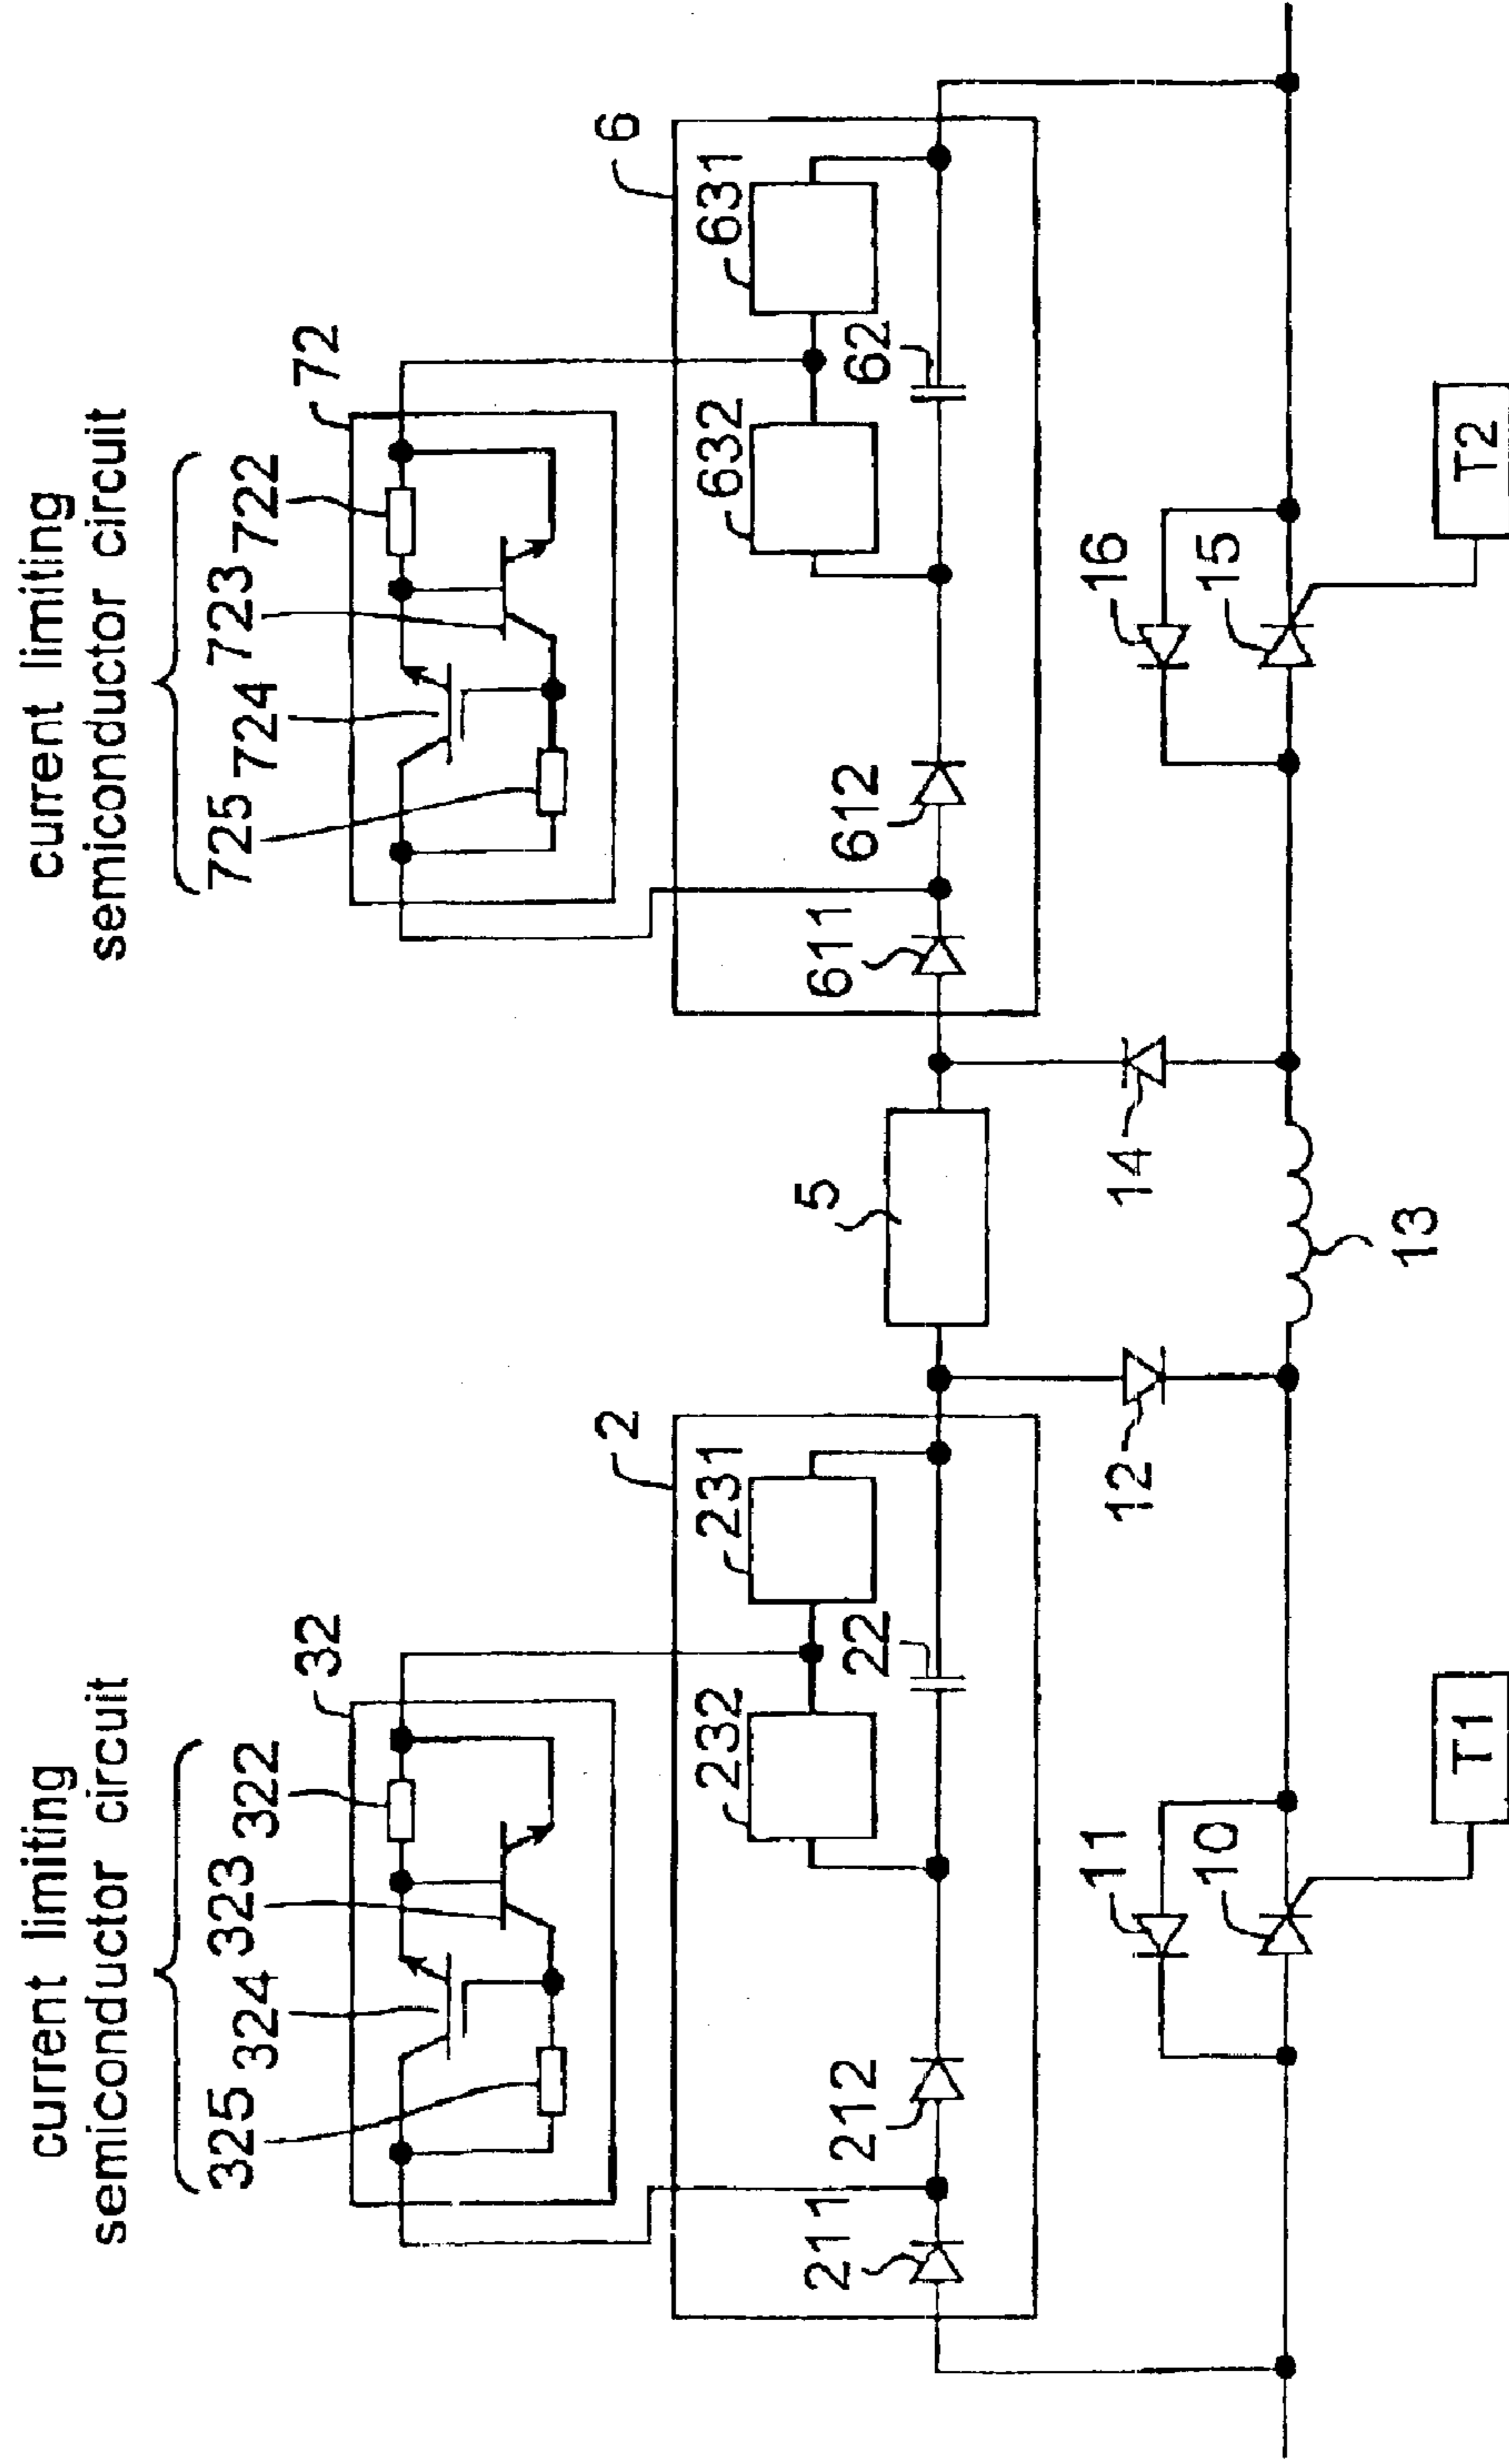 current limiting
semiconductor circuit
325 324 323 322
32
2
232
231
22
211
212
11
10
T1
12
13
5
14
current limiting
semiconductor circuit
725 724 723 722
72
6
632
631
62
611
612
16
15
T2